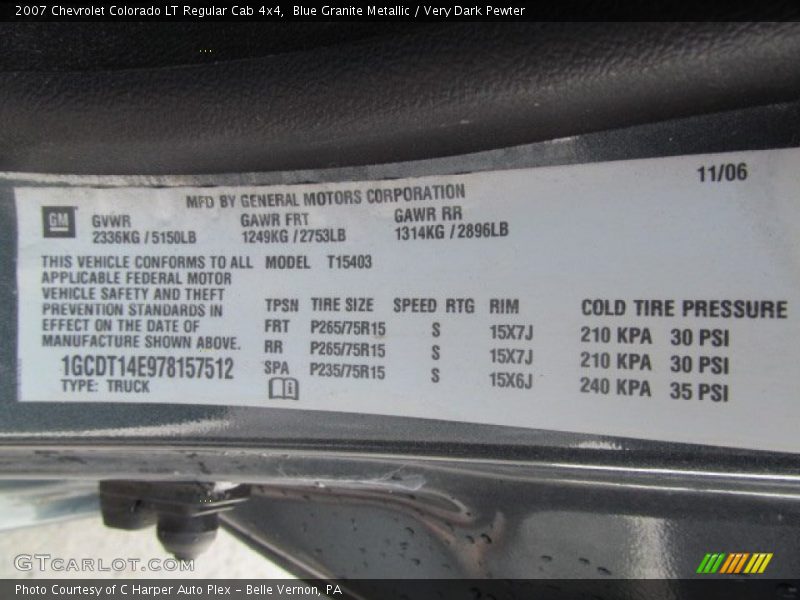 2007 Chevrolet Colorado LT Regular Cab 4x4, Blue Granite Metallic / Very Dark Pewter
11/06
MFD BY GENERAL MOTORS CORPORATION
GM
GVWR GAWR FRT GAWR RR
2336KG / 5150LB 1249KG / 2753LB 1314KG / 2896LB
THIS VEHICLE CONFORMS TO ALL
APPLICABLE FEDERAL MOTOR
VEHICLE SAFETY AND THEFT
PREVENTION STANDARDS IN
EFFECT ON THE DATE OF
MANUFACTURE SHOWN ABOVE.
1GCDT14E978157512
TYPE: TRUCK
MODEL T15403
TPSN TIRE SIZE SPEED RTG RIM COLD TIRE PRESSURE
FRT P265/75R15 S 15X7J 210 KPA 30 PSI
RR P265/75R15 S 15X7J 210 KPA 30 PSI
SPA P235/75R15 S 15X6J 240 KPA 35 PSI
GTCarLot.com
Photo Courtesy of C Harper Auto Plex - Belle Vernon, PA